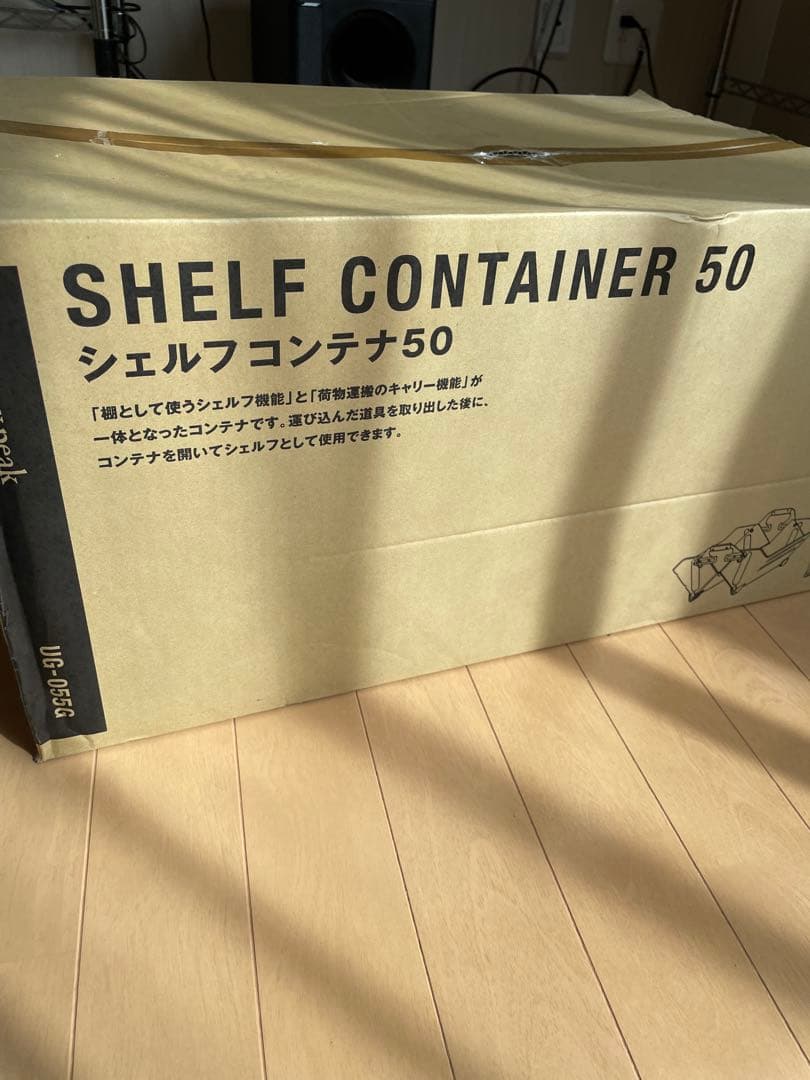 SHELF CONTAINER 50
シェルフコンテナ50
「棚として使うシェルフ機能」と「荷物運搬のキャリー機能」が
一体となったコンテナです。運び込んだ道具を取り出した後に、
コンテナを開いてシェルフとして使用できます。
peak
UG-055G